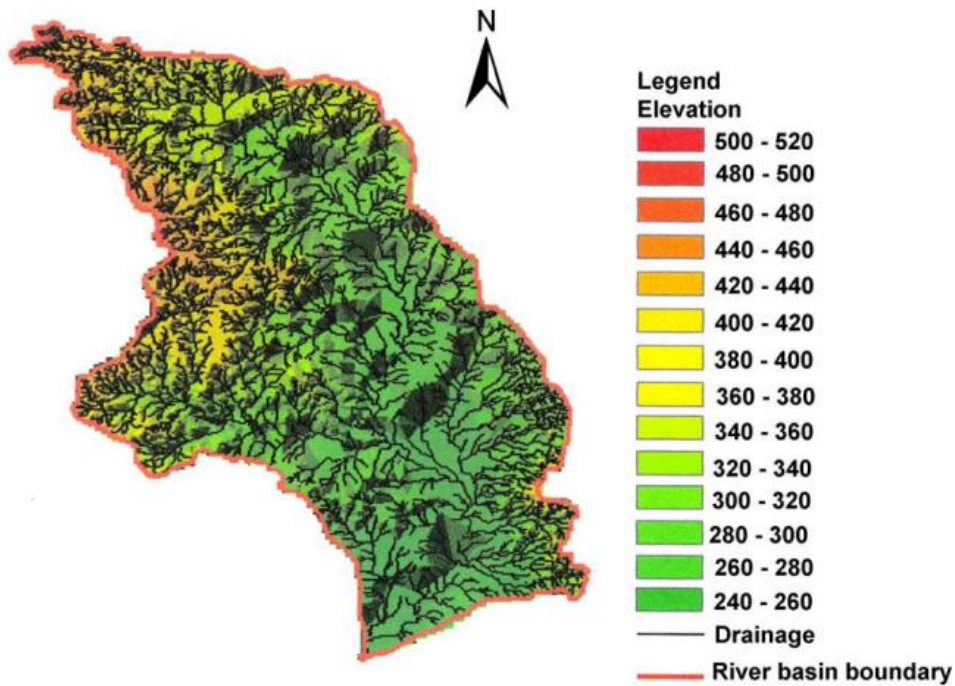 N
Legend
Elevation
500 - 520
480 - 500
460 - 480
440 - 460
420 - 440
400 - 420
380 - 400
360 - 380
340 - 360
320 - 340
300 - 320
280 - 300
260 - 280
240 - 260
Drainage
River basin boundary